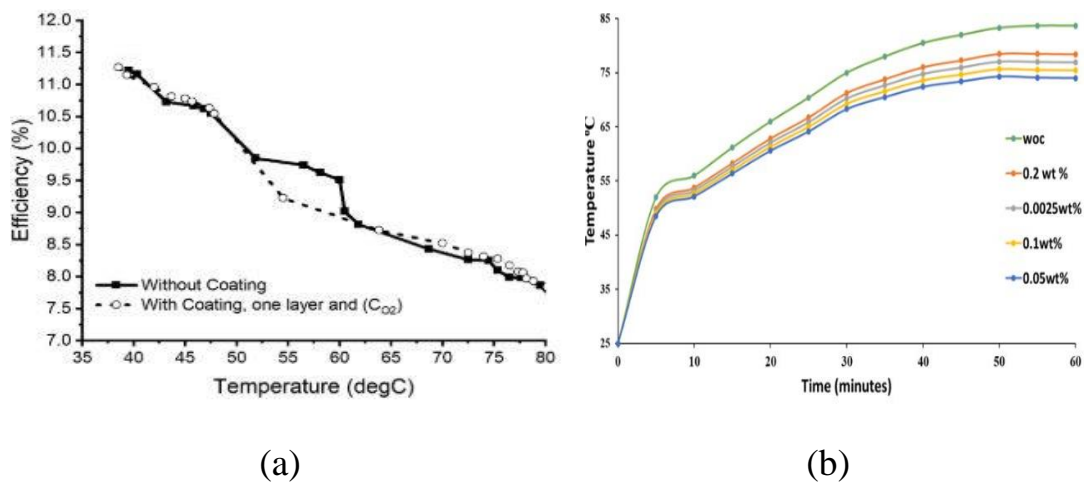 12.0
11.5
11.0
10.5
10.0
9.5
9.0
8.5
8.0
7.5
7.0
Efficiency (%)
Without Coating
With Coating, one layer and (CO2)
35 40 45 50 55 60 65 70 75 80
Temperature (degC)
(a)
85
75
65
55
45
35
25
Temperature °C
woc
0.2 wt %
0.0025wt%
0.1wt%
0.05wt%
0 10 20 30 40 50 60
Time (minutes)
(b)